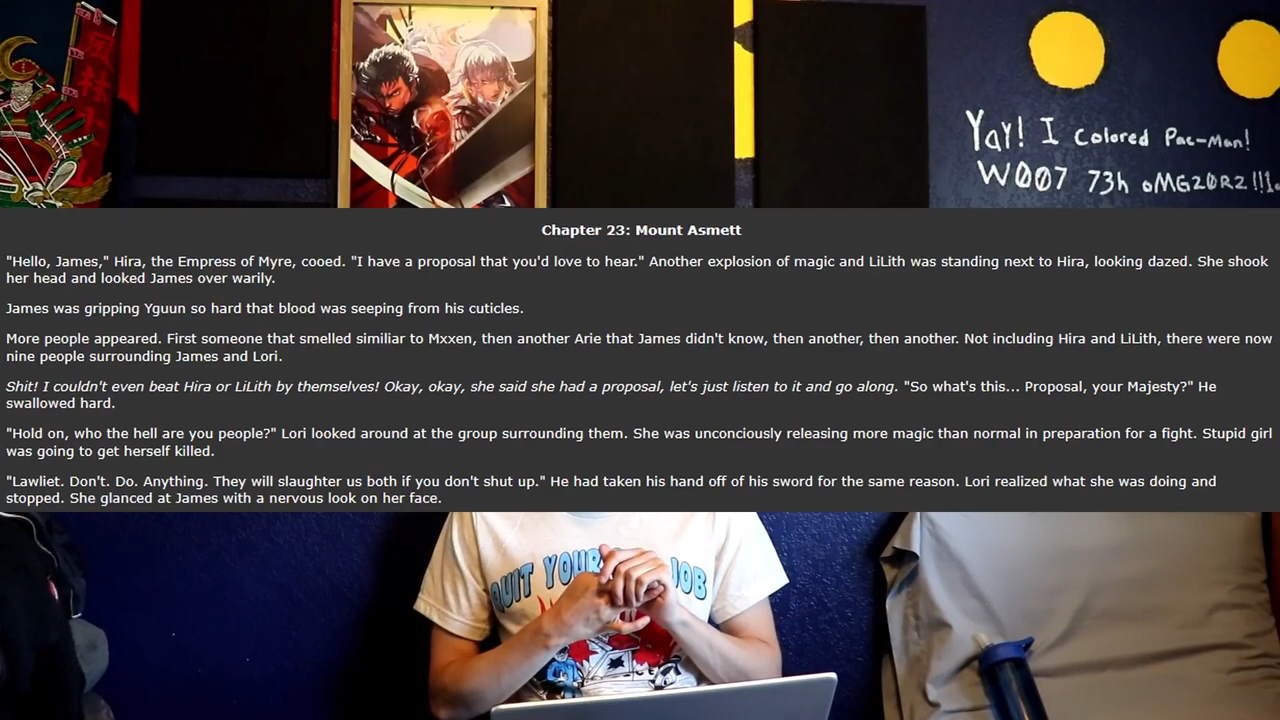 風林
Yay! I Colored Pac-Man!
W007 73h oMG20R2!!1
Chapter 23: Mount Asmett
"Hello, James," Hira, the Empress of Myre, cooed. "I have a proposal that you'd love to hear." Another explosion of magic and LiLith was standing next to Hira, looking dazed. She shook
her head and looked James over warily.
James was gripping Yguun so hard that blood was seeping from his cuticles.
More people appeared. First someone that smelled similiar to Mxxen, then another Arie that James didn't know, then another, then another. Not including Hira and LiLith, there were now
nine people surrounding James and Lori.
Shit! I couldn't even beat Hira or LiLith by themselves! Okay, okay, she said she had a proposal, let's just listen to it and go along. "So what's this... Proposal, your Majesty?" He
swallowed hard.
"Hold on, who the hell are you people?" Lori looked around at the group surrounding them. She was unconciously releasing more magic than normal in preparation for a fight. Stupid girl
was going to get herself killed.
"Lawliet. Don't. Do. Anything. They will slaughter us both if you don't shut up." He had taken his hand off of his sword for the same reason. Lori realized what she was doing and
stopped. She glanced at James with a nervous look on her face.
QUIT YOUR JOB